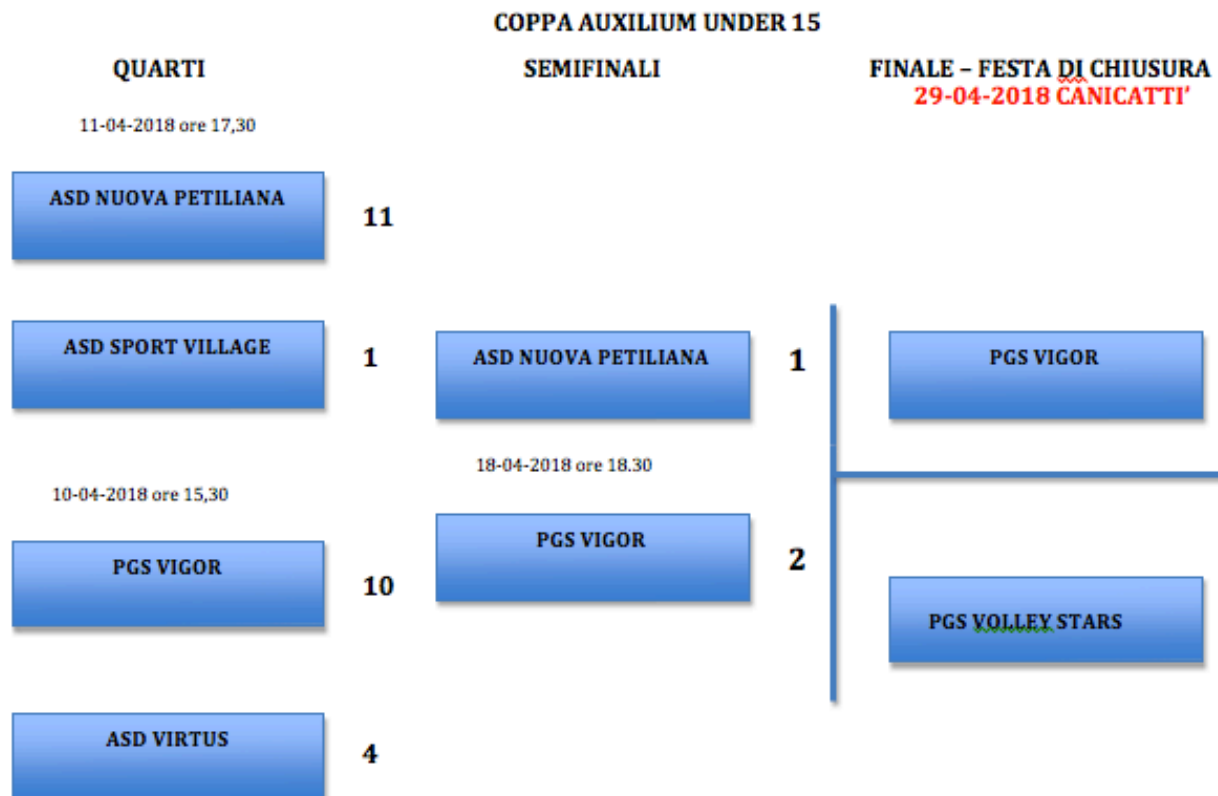 COPPA AUXILIUM UNDER 15
QUARTI
SEMIFINALI
FINALE – FESTA DI CHIUSURA
29-04-2018 CANICATTI’
11-04-2018 ore 17,30
ASD NUOVA PETILIANA
11
ASD SPORT VILLAGE
1
ASD NUOVA PETILIANA
1
PGS VIGOR
18-04-2018 ore 18.30
10-04-2018 ore 15,30
PGS VIGOR
10
PGS VIGOR
2
PGS VOLLEY STARS
ASD VIRTUS
4